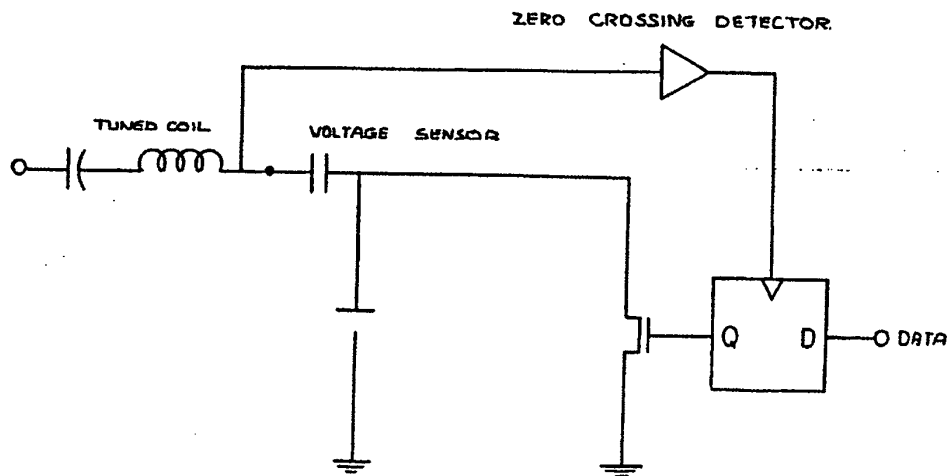 ZERO CROSSING DETECTOR.
TUNED COIL
VOLTAGE SENSOR
Q D DATA